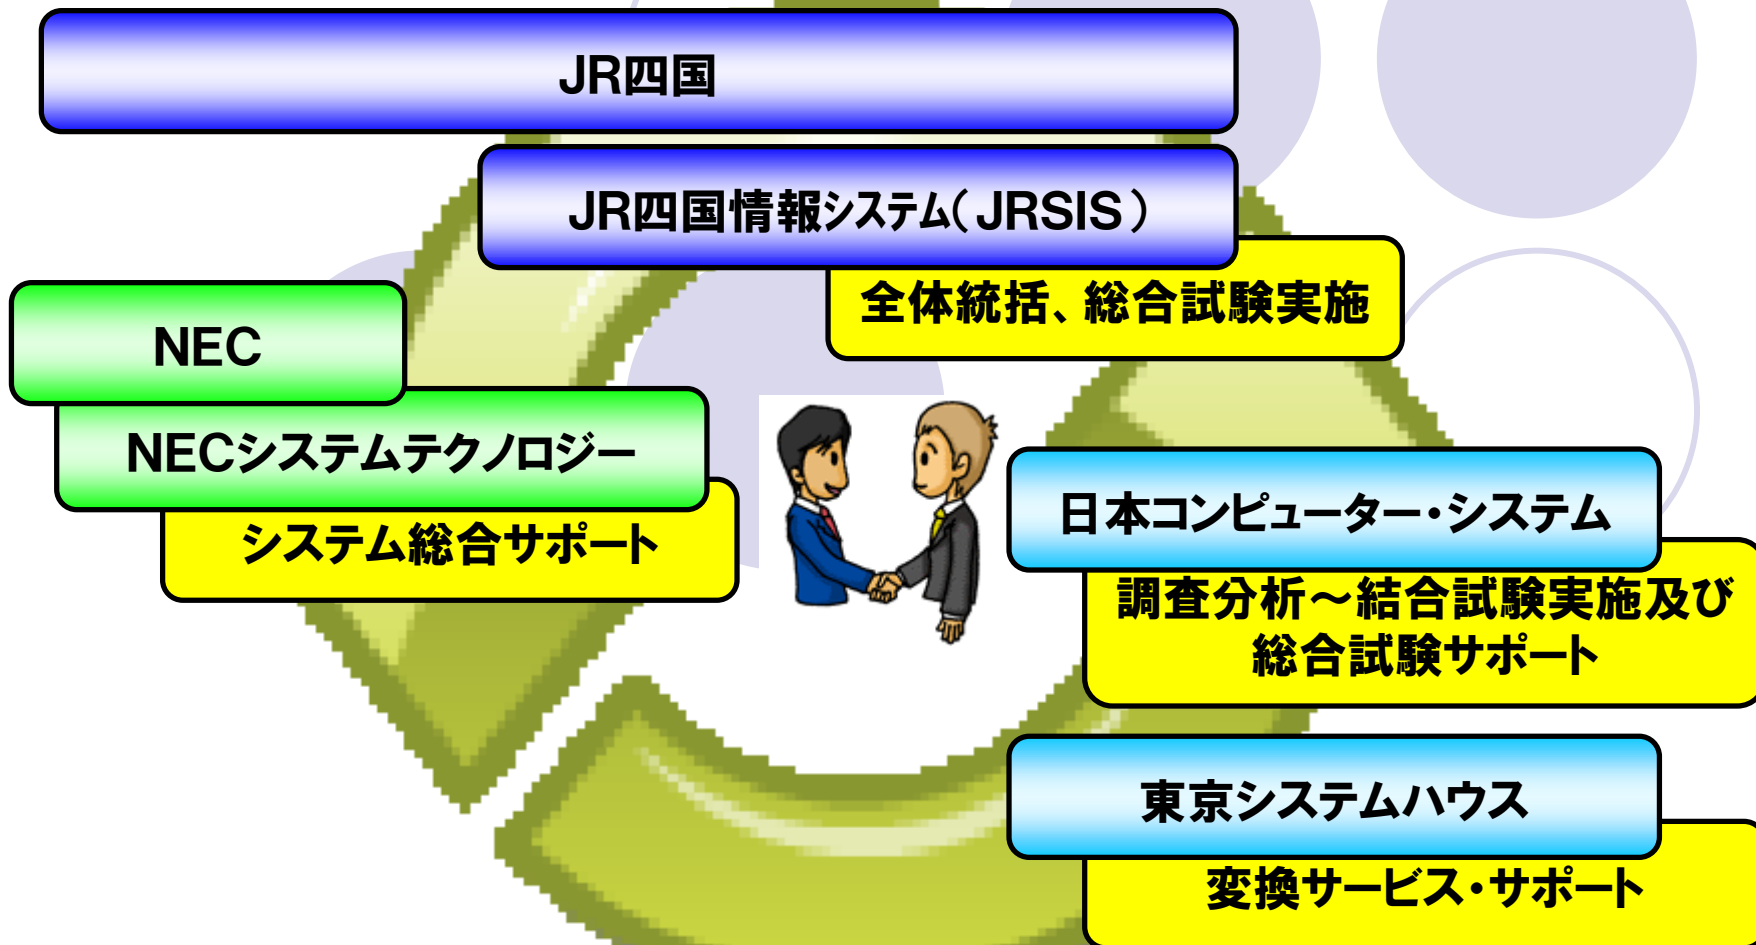 JR四国
JR四国情報システム(JRSIS)
全体統括、総合試験実施
NEC
NECシステムテクノロジー
システム総合サポート
日本コンピューター・システム
調査分析～結合試験実施及び
総合試験サポート
東京システムハウス
変換サービス・サポート